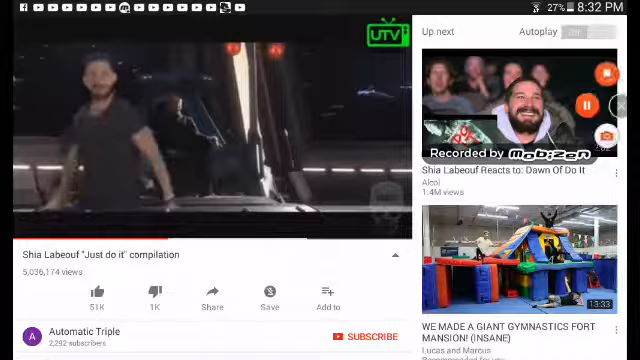 27% 8:32 PM
UTV
Up next
Autoplay
Recorded by mobizen
Shia Labeouf Reacts to: Dawn Of Do It
Alcoi
1.4M views
Shia Labeouf "Just do it" compilation
5,036,174 views
51K
1K
Share
Save
Add to
13:33
WE MADE A GIANT GYMNASTICS FORT
MANSION! (INSANE)
Lucas and Marcus
A
Automatic Triple
2,292 subscribers
SUBSCRIBE